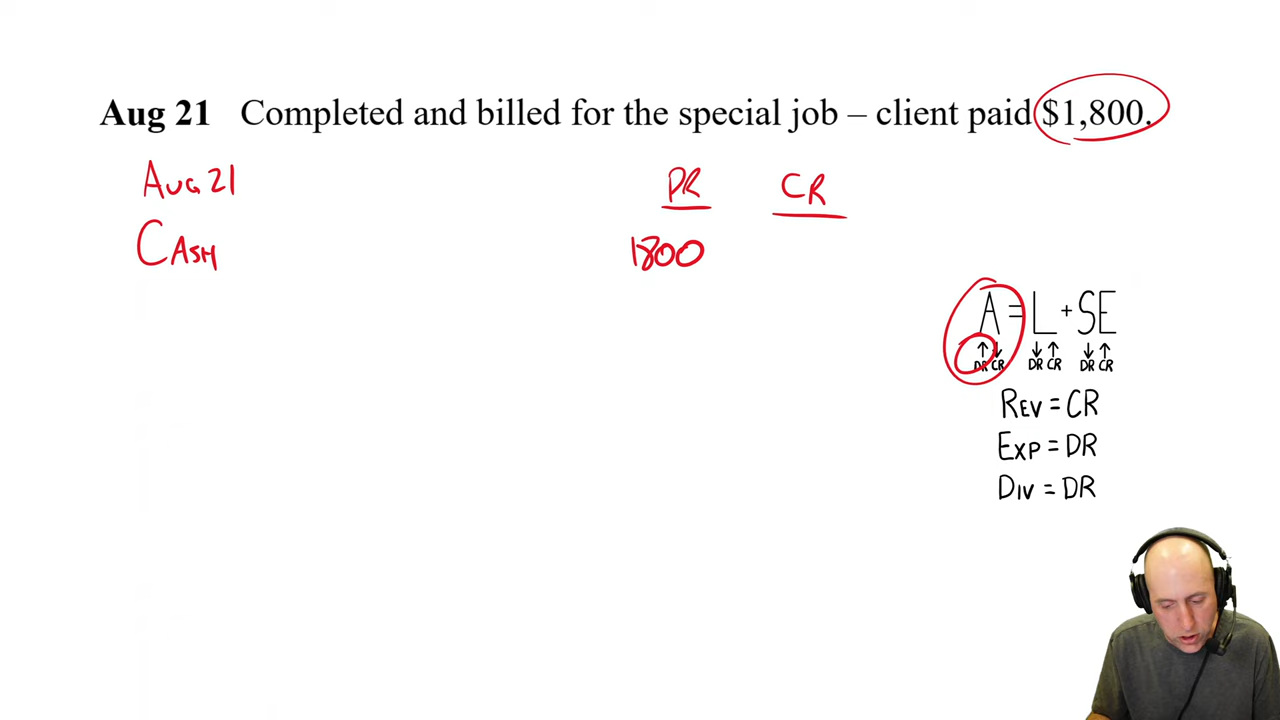 Aug 21 Completed and billed for the special job – client paid $1,800.
Aug 21 DR CR
CASH 1800
A = L + SE
↑ ↓ ↓ ↑ ↓ ↑
DR CR DR CR DR CR
REV = CR
EXP = DR
DIV = DR